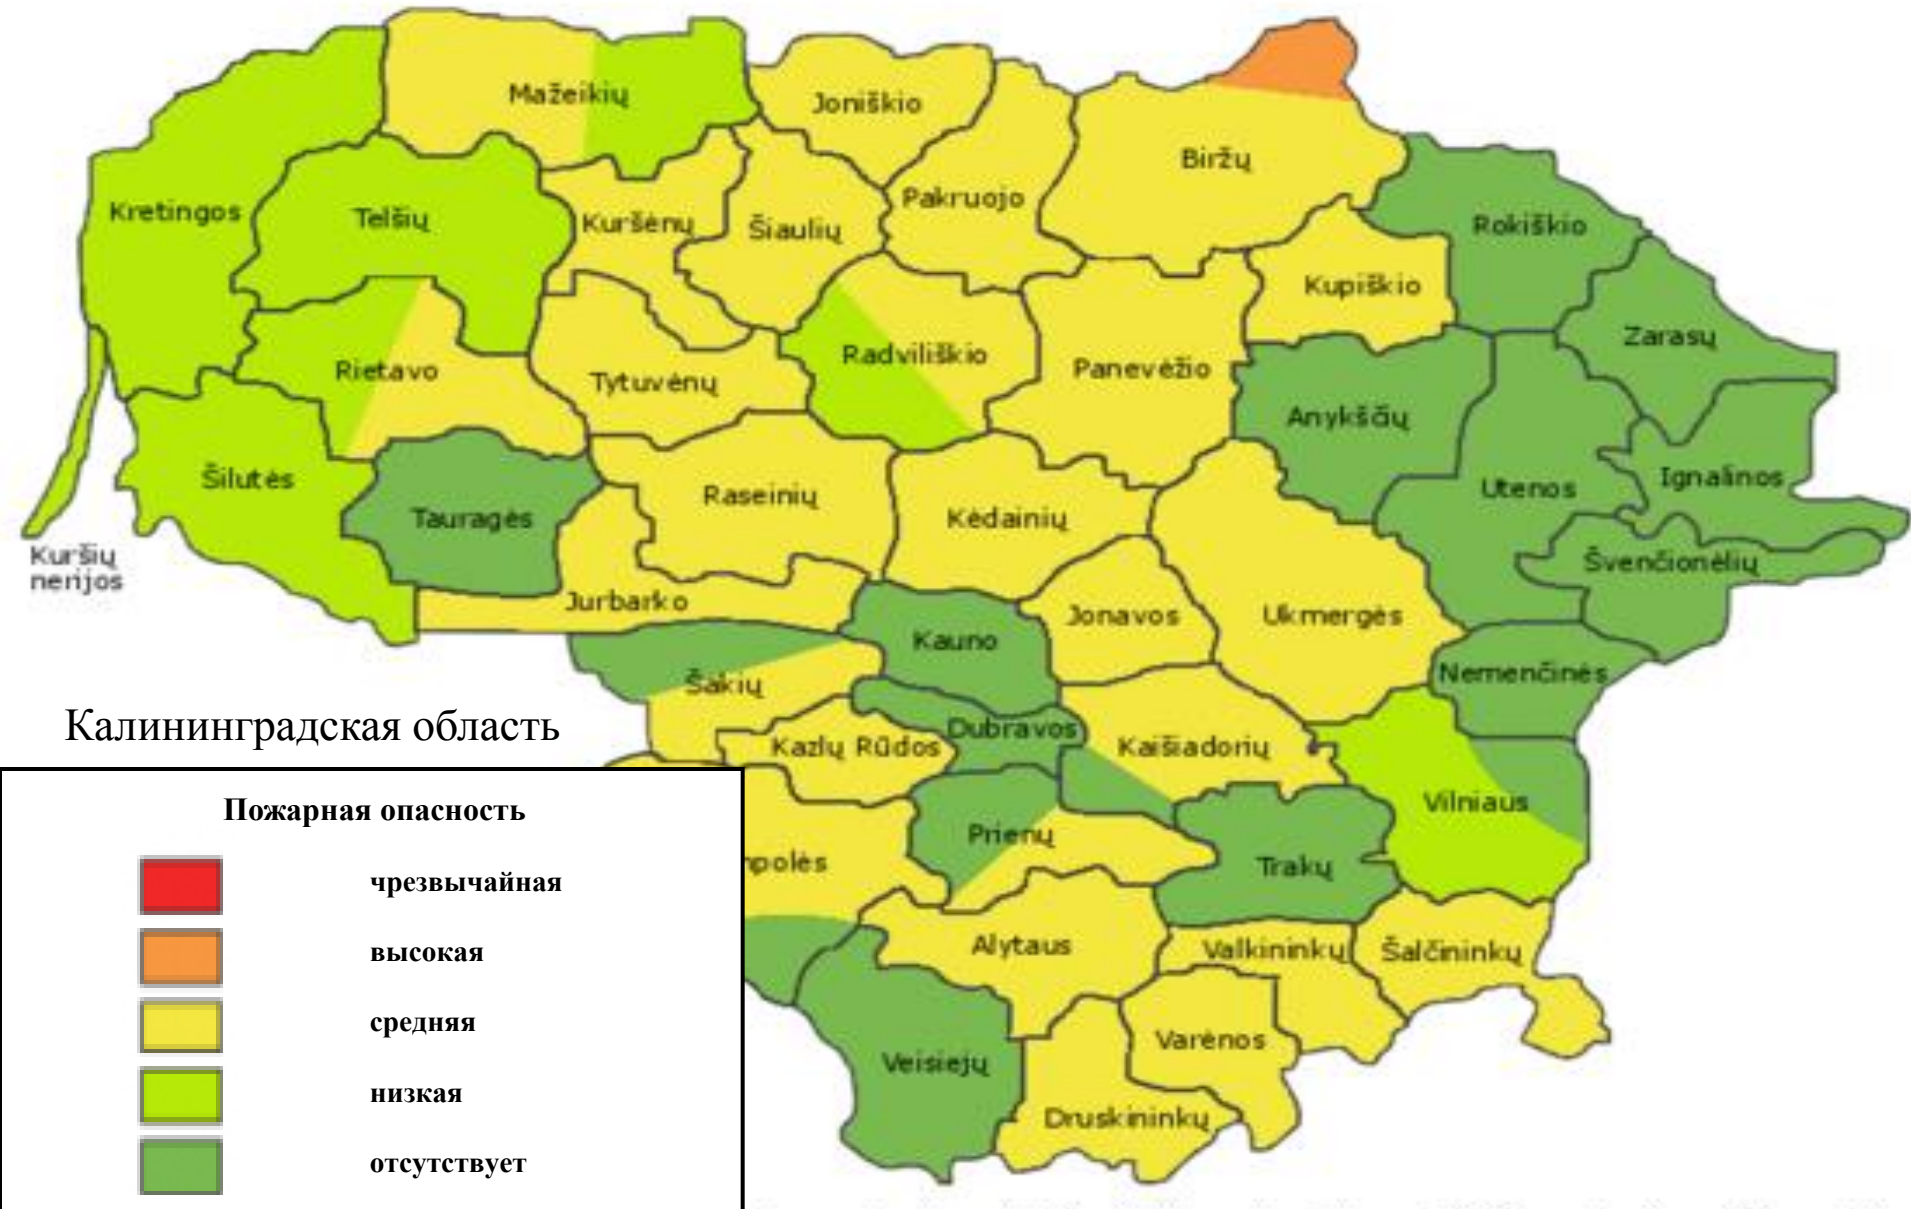 Mažeikių
Joniškio
Biržų
Kretingos
Telšių
Kuršėnų
Šiaulių
Pakruojo
Rokiškio
Kupiškio
Zarasų
Rietavo
Tytuvėnų
Radviliškio
Panevėžio
Anykščių
Šilutės
Tauragės
Raseinių
Kėdainių
Utenos
Ignalinos
Kuršių
nerijos
Švenčionėlių
Jurbarko
Kauno
Jonavos
Ukmergės
Nemenčinės
Šakių
Калининградская область
Kazlų Rūdos
Dubravos
Kaišiadorių
Vilniaus
Prienų
Trakų
mpolės
Alytaus
Valkininkų
Šalčininkų
Varėnos
Veisiejų
Druskininkų
Пожарная опасность
чрезвычайная
высокая
средняя
низкая
отсутствует